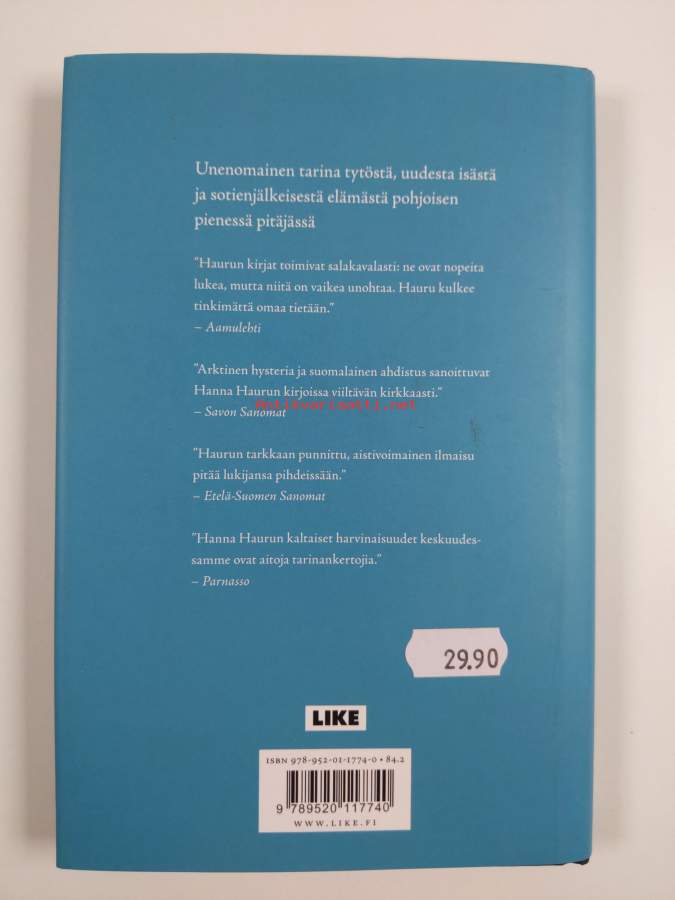 Unenomainen tarina tytöstä, uudesta isästä
ja sotienjälkeisestä elämästä pohjoisen
pienessä pitäjässä
"Haurun kirjat toimivat salakavalasti: ne ovat nopeita
lukea, mutta niitä on vaikea unohtaa. Hauru kulkee
tinkimättä omaa tietään."
– Aamulehti
"Arktinen hysteria ja suomalainen ahdistus sanoittuvat
Hanna Haurun kirjoissa viiltävän kirkkaasti."
Antikvariaatti.net
– Savon Sanomat
"Haurun tarkkaan punnittu, aistivoimainen ilmaisu
pitää lukijansa pihdeissään."
– Etelä-Suomen Sanomat
"Hanna Haurun kaltaiset harvinaisuudet keskuudes-
samme ovat aitoja tarinankertojia."
– Parnasso
29.90
LIKE
ISBN 978-952-01-1774-0 • 84.2
9 789520 117740
WWW.LIKE.FI